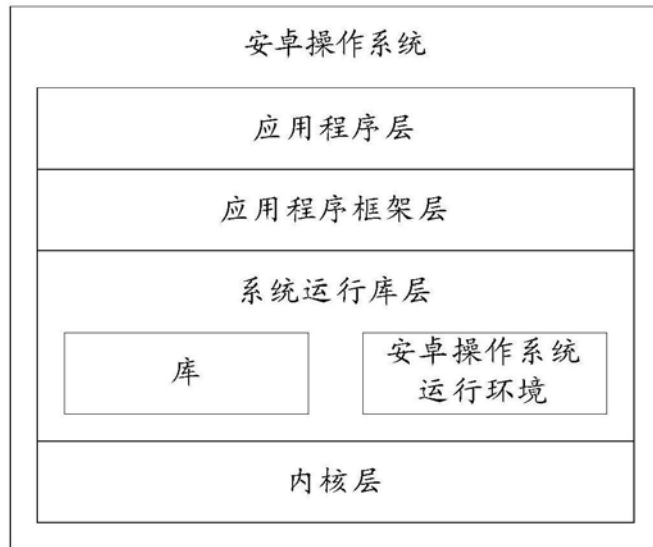 安卓操作系统
应用程序层
应用程序框架层
系统运行库层
库
安卓操作系统
运行环境
内核层